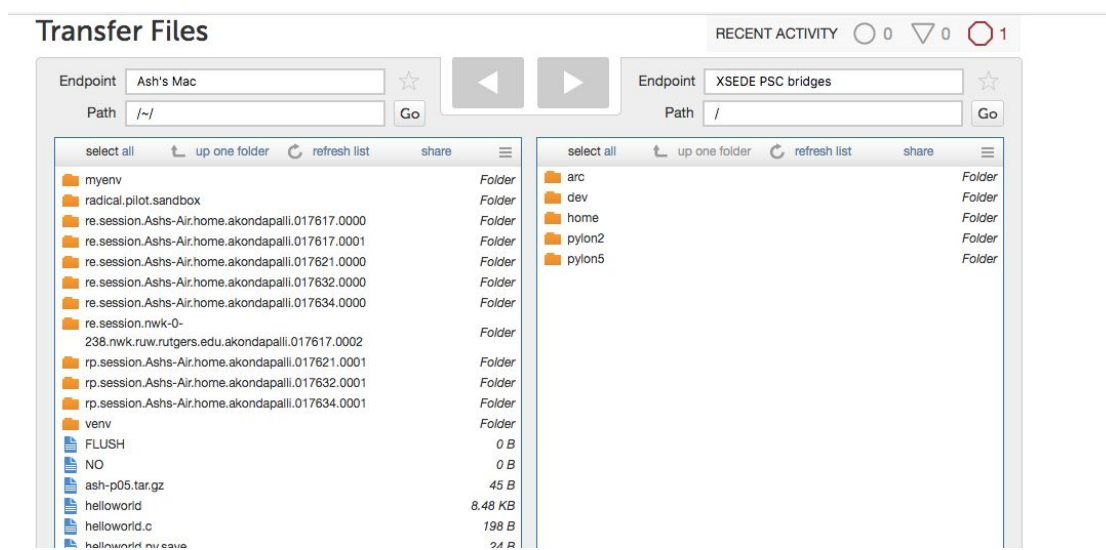 Transfer Files
RECENT ACTIVITY 0 0 1
Endpoint Ash's Mac
Path /~/ Go
Endpoint XSEDE PSC bridges
Path / Go
select all up one folder refresh list share
myenv Folder
radical.pilot.sandbox Folder
re.session.Ashs-Air.home.akondapalli.017617.0000 Folder
re.session.Ashs-Air.home.akondapalli.017617.0001 Folder
re.session.Ashs-Air.home.akondapalli.017621.0000 Folder
re.session.Ashs-Air.home.akondapalli.017632.0000 Folder
re.session.Ashs-Air.home.akondapalli.017634.0000 Folder
re.session.nwk-0-
238.nwk.ruw.rutgers.edu.akondapalli.017617.0002 Folder
rp.session.Ashs-Air.home.akondapalli.017621.0001 Folder
rp.session.Ashs-Air.home.akondapalli.017632.0001 Folder
rp.session.Ashs-Air.home.akondapalli.017634.0001 Folder
venv Folder
FLUSH 0 B
NO 0 B
ash-p05.tar.gz 45 B
helloworld 8.48 KB
helloworld.c 198 B
helloworld.py.save 24 B
select all up one folder refresh list share
arc Folder
dev Folder
home Folder
pylon2 Folder
pylon5 Folder